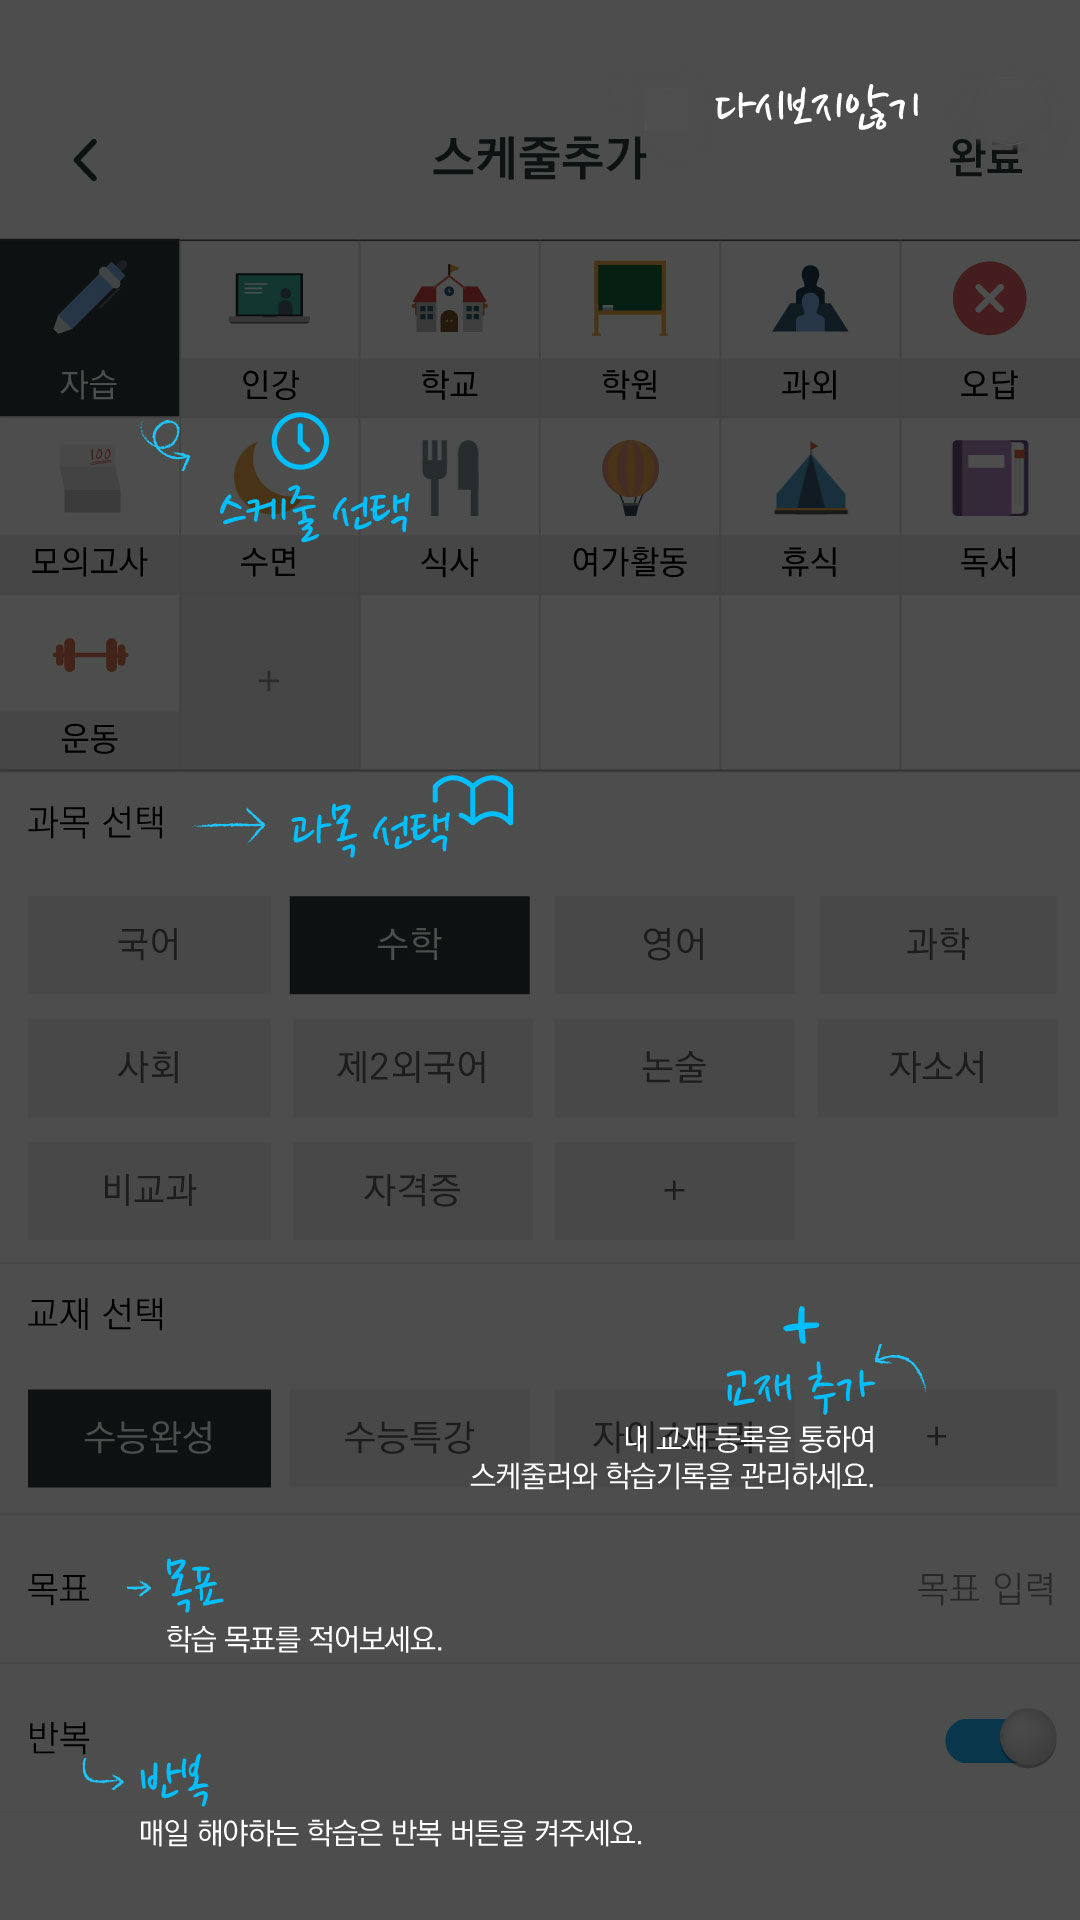 다시보지않기
스케줄추가
완료
자습
인강
학교
학원
과외
오답
100
스케줄 선택
모의고사
수면
식사
여가활동
휴식
독서
+
운동
과목 선택
과목 선택
국어
수학
영어
과학
사회
제2외국어
논술
자소서
비교과
자격증
+
교재 선택
교재 추가
수능완성
수능특강
자이스토리
+
내 교재 등록을 통하여
스케줄러와 학습기록을 관리하세요.
목표
목표
목표 입력
학습 목표를 적어보세요.
반복
반복
매일 해야하는 학습은 반복 버튼을 켜주세요.